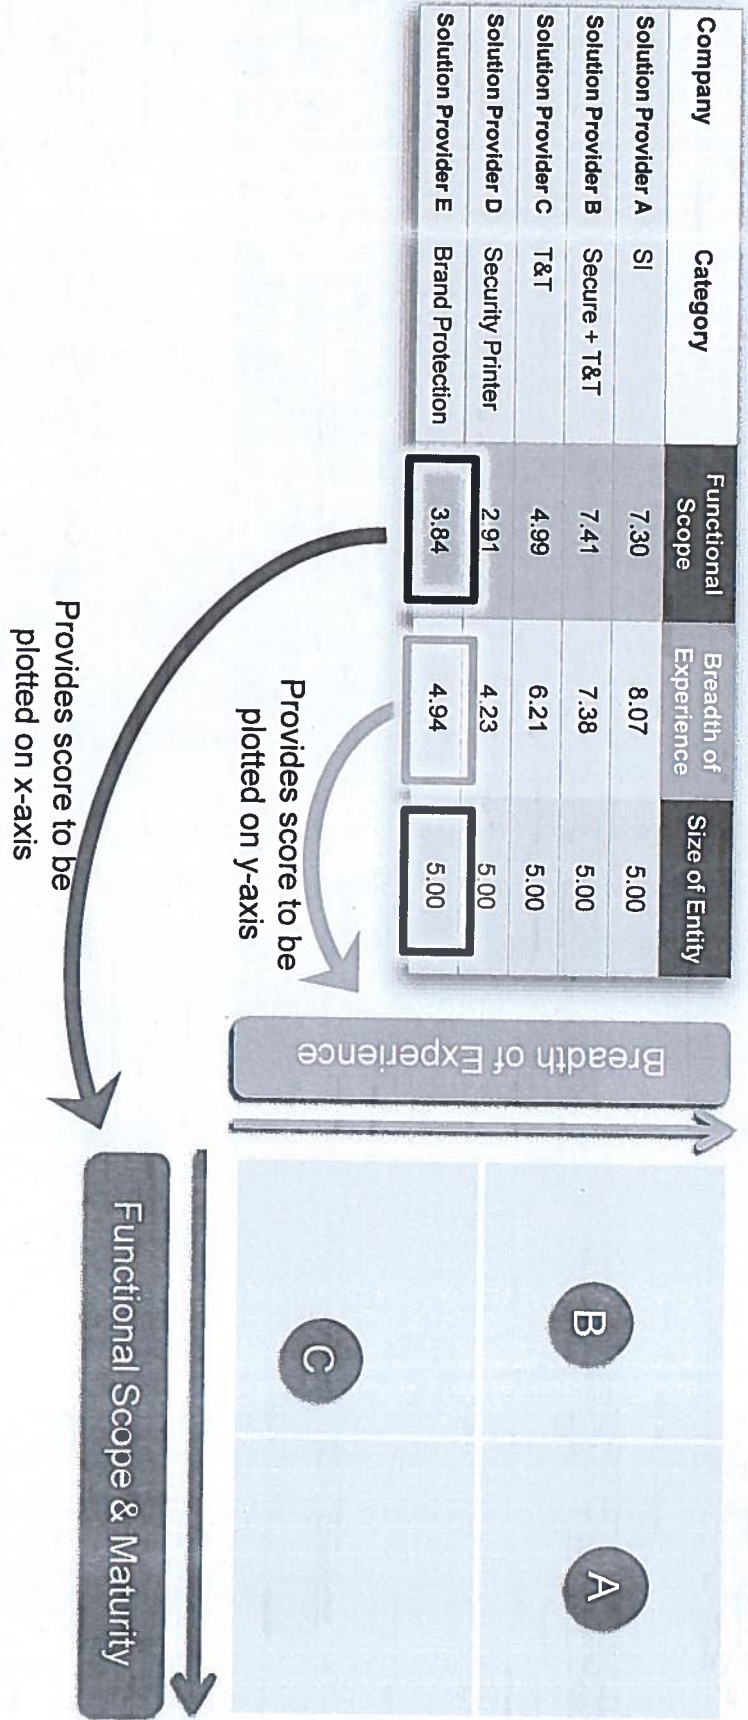 Company Category Functional Scope Breadth of Experience Size of Entity
Solution Provider A SI 7.30 8.07 5.00
Solution Provider B Secure + T&T 7.41 7.38 5.00
Solution Provider C T&T 4.99 6.21 5.00
Solution Provider D Security Printer 2.91 4.23 5.00
Solution Provider E Brand Protection 3.84 4.94 5.00
Provides score to be
plotted on y-axis
Provides score to be
plotted on x-axis
Breadth of Experience
B
A
C
Functional Scope & Maturity